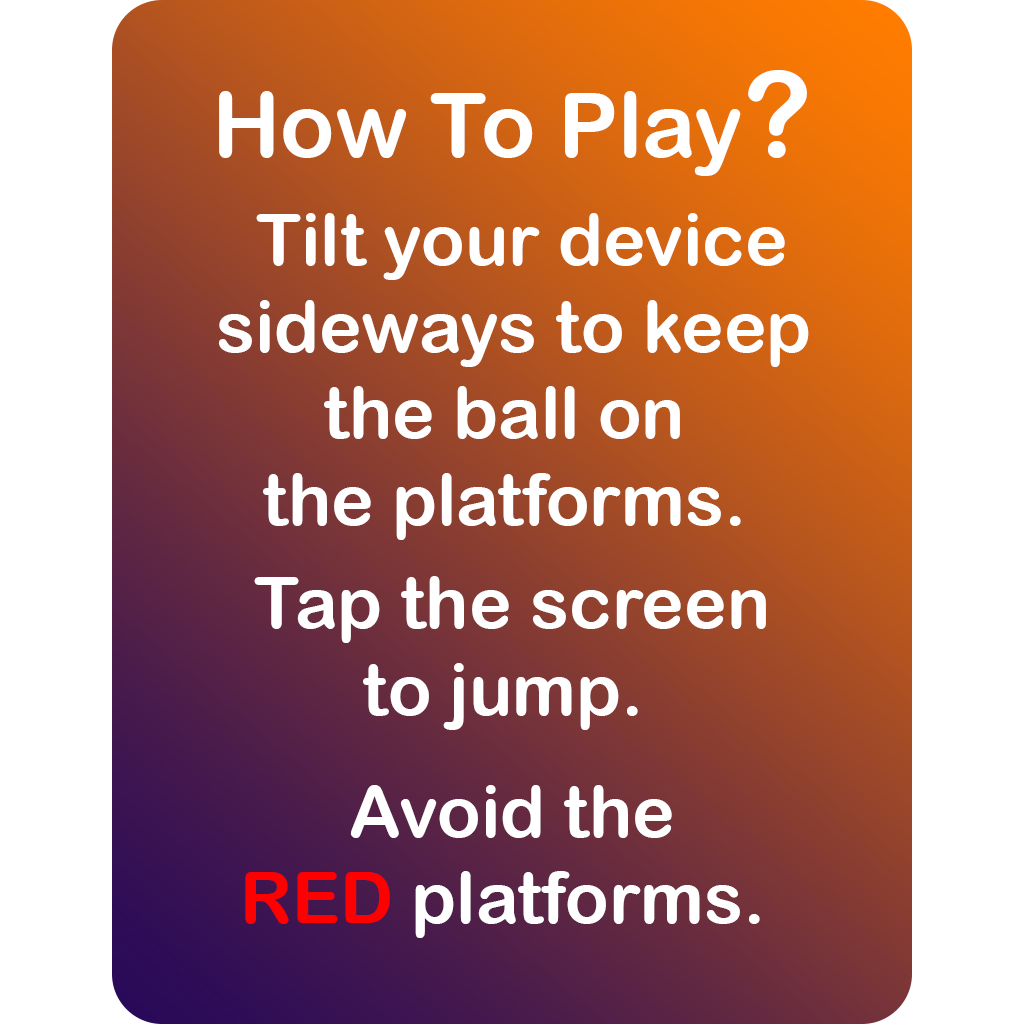 How To Play?
Tilt your device
sideways to keep
the ball on
the platforms.
Tap the screen
to jump.
Avoid the
RED platforms.